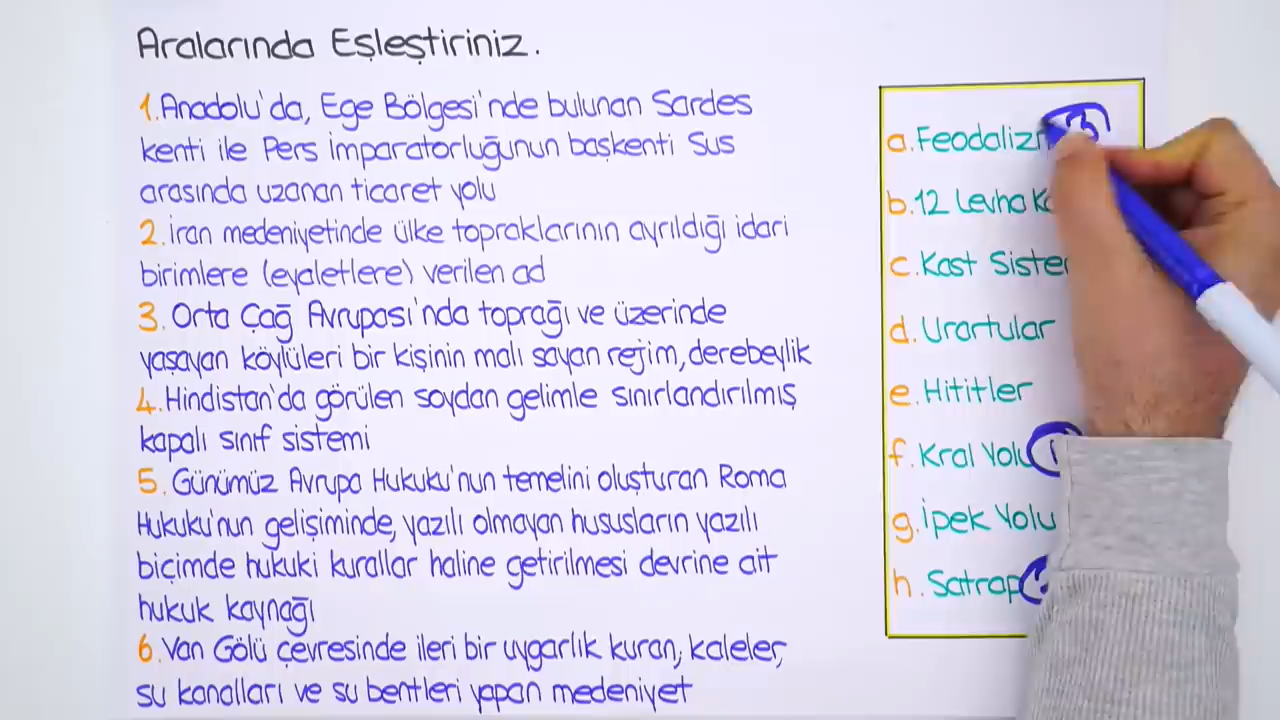 Aralarında Eşleştiriniz.
1.Anadolu'da, Ege Bölgesi'nde bulunan Sardes
kenti ile Pers İmparatorluğunun başkenti Sus
arasında uzanan ticaret yolu
2.İran medeniyetinde ülke topraklarının ayrıldığı idari
birimlere (eyaletlere) verilen ad
3. Orta Çağ Avrupası'nda toprağı ve üzerinde
yaşayan köylüleri bir kişinin malı sayan rejim, derebeylik
4.Hindistan'da görülen soydan gelimle sınırlandırılmış
kapalı sınıf sistemi
5. Günümüz Avrupa Hukuku'nun temelini oluşturan Roma
Hukuku'nun gelişiminde, yazılı olmayan hususların yazılı
biçimde hukuki kurallar haline getirilmesi devrine ait
hukuk kaynağı
6.Van Gölü çevresinde ileri bir uygarlık kuran, kaleler,
su kanalları ve su bentleri yapan medeniyet
a.Feodaliz 3
b.12 Levha
c.Kast Siste
d.Urartular
e.Hititler
f.Kral Yolu 1
g.İpek Yolu
h.Satrap